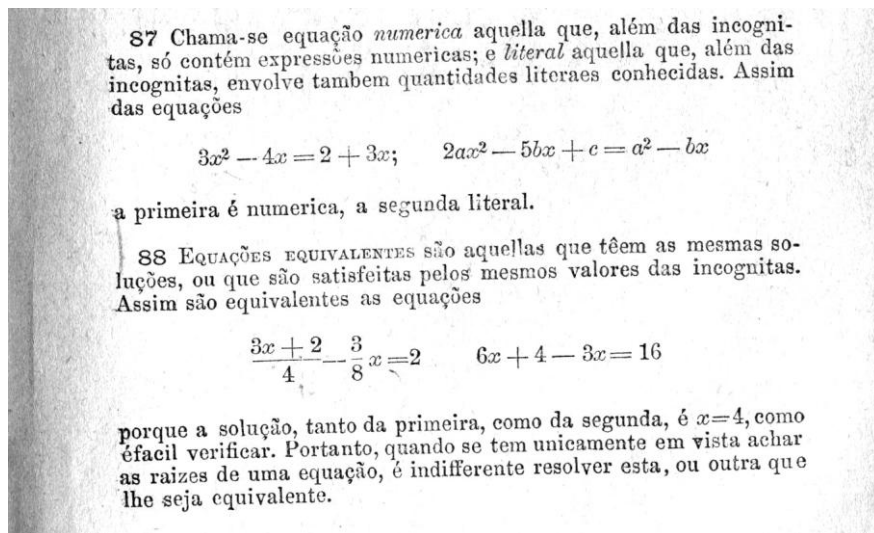 87 Chama-se equação numerica aquella que, além das incogni-
tas, só contém expressões numericas; e literal aquella que, além das
incognitas, envolve tambem quantidades literaes conhecidas. Assim
das equações
3x² — 4x = 2 + 3x; 2ax² — 5bx + c = a² — bx
a primeira é numerica, a segunda literal.
88 EQUAÇÕES EQUIVALENTES são aquellas que têem as mesmas so-
luções, ou que são satisfeitas pelos mesmos valores das incognitas.
Assim são equivalentes as equações
(3x + 2)/4 — 3/8 x = 2 6x + 4 — 3x = 16
porque a solução, tanto da primeira, como da segunda, é x=4, como
éfacil verificar. Portanto, quando se tem unicamente em vista achar
as raizes de uma equação, é indifferente resolver esta, ou outra que
lhe seja equivalente.